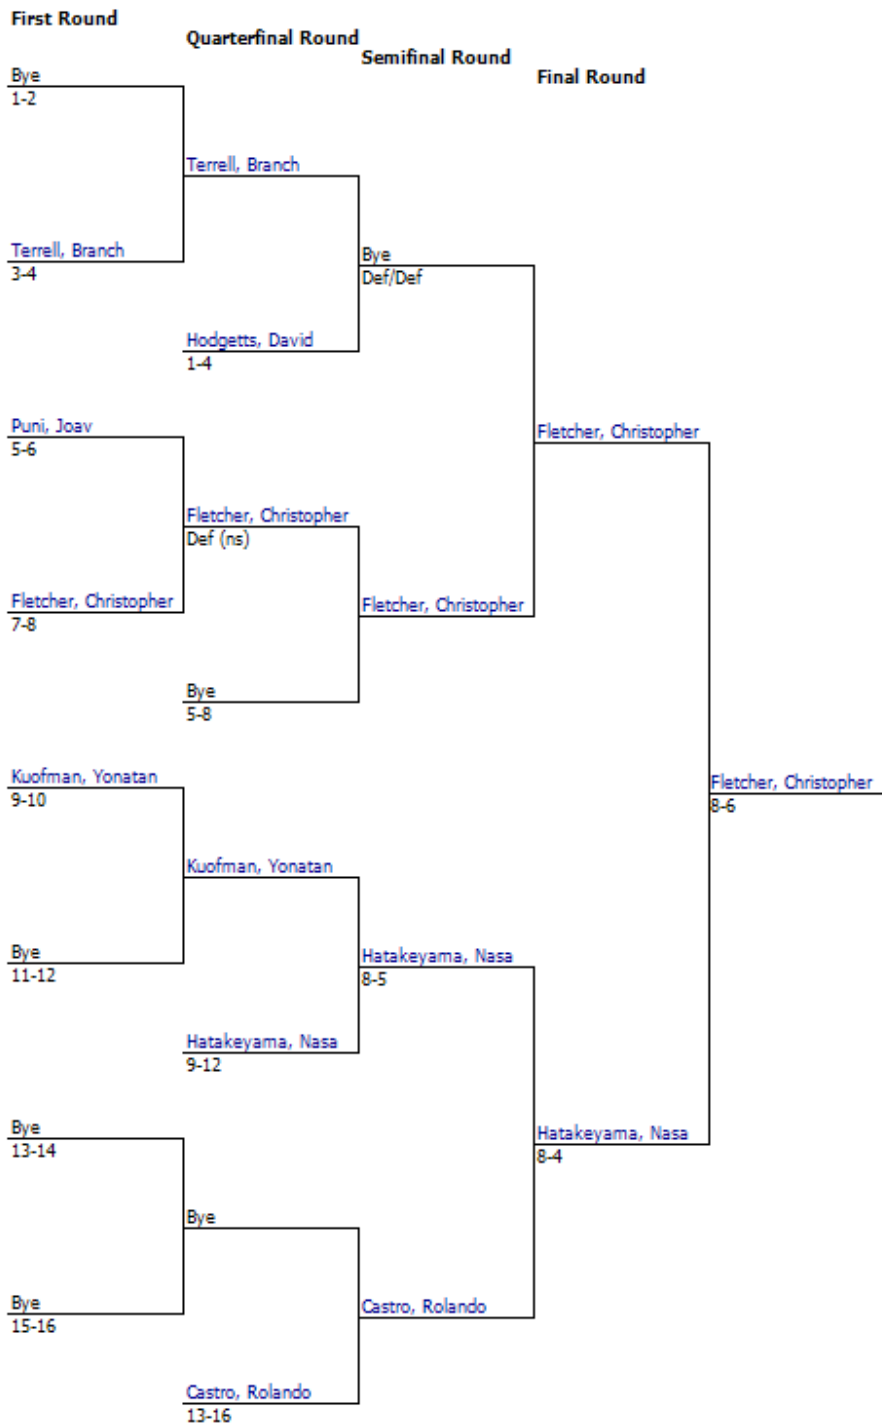 First Round
Quarterfinal Round
Semifinal Round
Final Round
Bye
1-2
Terrell, Branch
Terrell, Branch
3-4
Bye
Def/Def
Hodgetts, David
1-4
Puni, Joav
5-6
Fletcher, Christopher
Fletcher, Christopher
Def (ns)
Fletcher, Christopher
7-8
Fletcher, Christopher
Bye
5-8
Kuofman, Yonatan
9-10
Fletcher, Christopher
8-6
Kuofman, Yonatan
Bye
11-12
Hatakeyama, Nasa
8-5
Hatakeyama, Nasa
9-12
Bye
13-14
Hatakeyama, Nasa
8-4
Bye
Bye
15-16
Castro, Rolando
Castro, Rolando
13-16